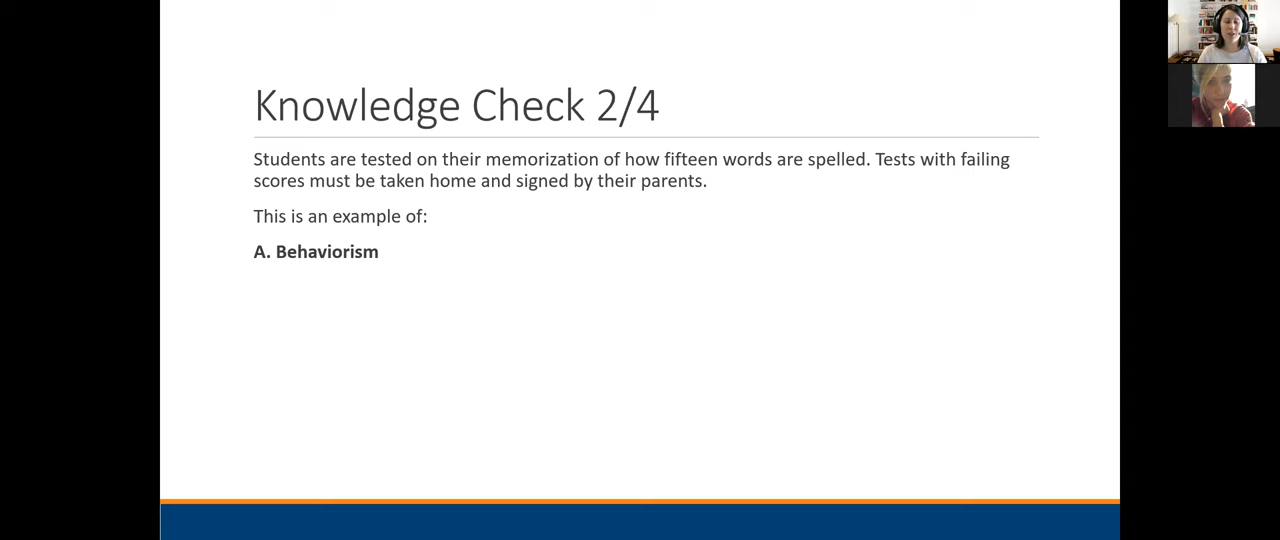 Knowledge Check 2/4
Students are tested on their memorization of how fifteen words are spelled. Tests with failing
scores must be taken home and signed by their parents.
This is an example of:
A. Behaviorism